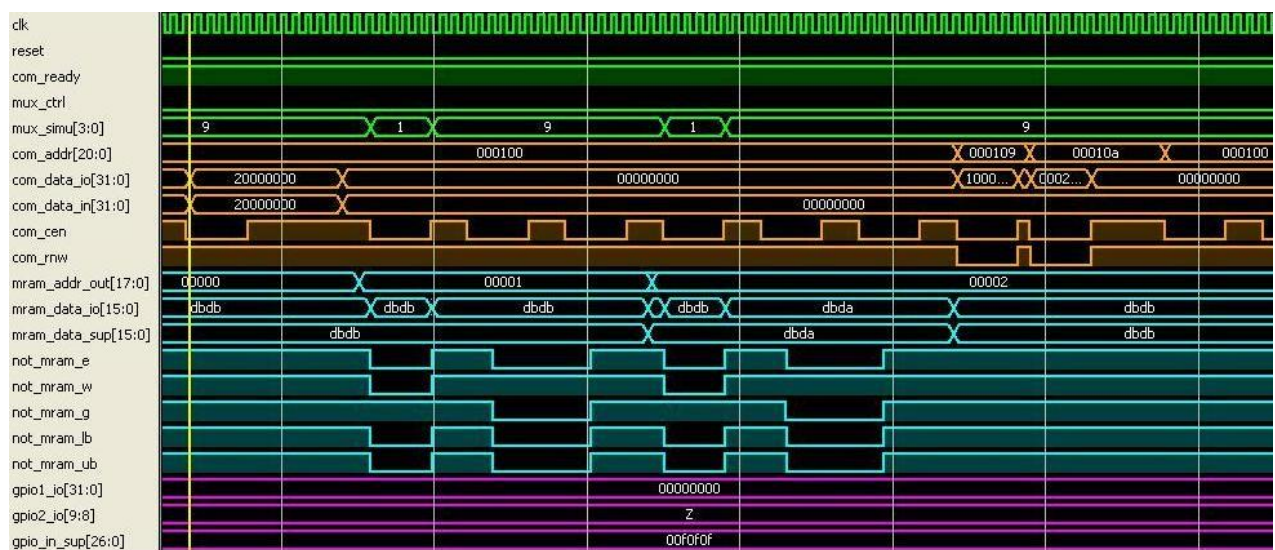 clk
reset
com_ready
mux_ctrl
mux_simu[3:0] 9 1 9 1 9
com_addr[20:0] 000100 000109 00010a 000100
com_data_io[31:0] 20000000 00000000 1000... 0002... 00000000
com_data_in[31:0] 20000000 00000000
com_cen
com_rnw
mram_addr_out[17:0] 00000 00001 00002
mram_data_io[15:0] dbdb dbdb dbdb dbdb dbda dbdb
mram_data_sup[15:0] dbdb dbda dbdb
not_mram_e
not_mram_w
not_mram_g
not_mram_lb
not_mram_ub
gpio1_io[31:0] 00000000
gpio2_io[9:8] Z
gpio_in_sup[26:0] 00f0f0f